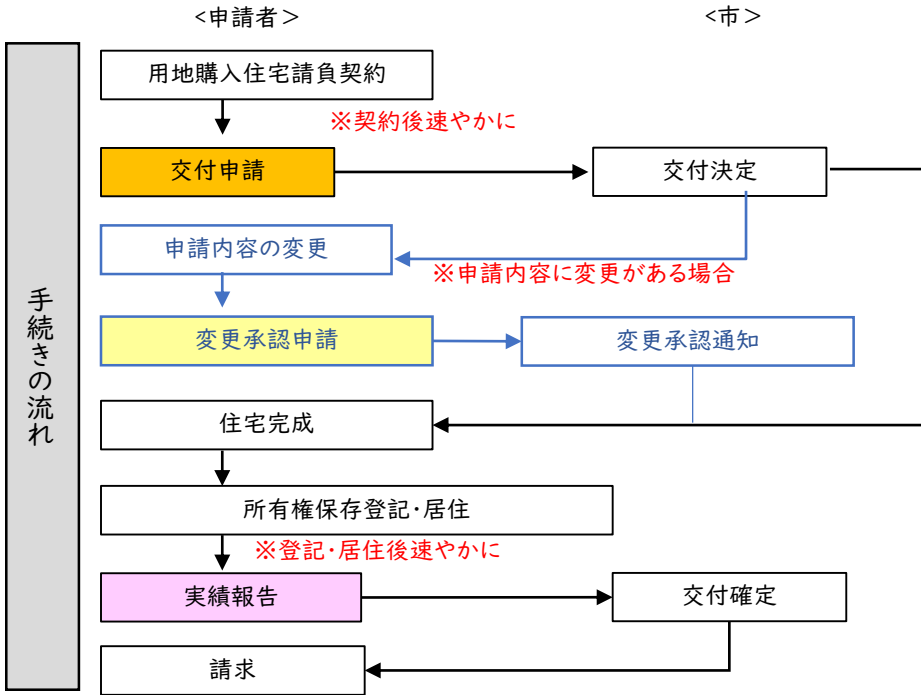 <申請者>
<市>
手続きの流れ
用地購入住宅請負契約
※契約後速やかに
交付申請
交付決定
申請内容の変更
※申請内容に変更がある場合
変更承認申請
変更承認通知
住宅完成
所有権保存登記・居住
※登記・居住後速やかに
実績報告
交付確定
請求